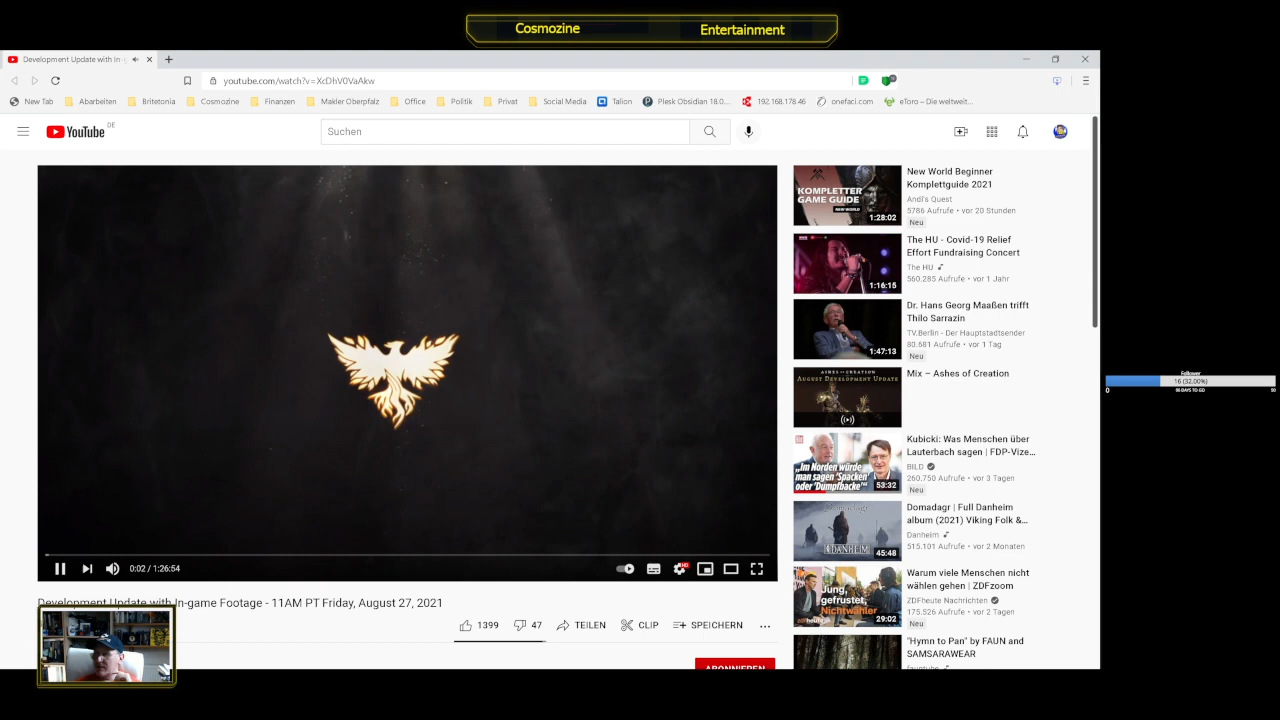 Cosmozine
Entertainment
Development Update with In-g
youtube.com/watch?v=XcDhV0VaAkw
New Tab
Abarbeiten
Britetonia
Cosmozine
Finanzen
Makler Oberpfalz
Office
Politik
Privat
Social Media
Talion
Plesk Obsidian 18.0...
192.168.178.46
onefact.com
eToro – Die weltweit...
YouTube DE
Suchen
KOMPLETTER
GAME GUIDE
NEW WORLD
1:28:02
New World Beginner
Komplettguide 2021
Andi's Quest
5786 Aufrufe • vor 20 Stunden
Neu
1:16:15
The HU - Covid-19 Relief
Effort Fundraising Concert
The HU
560.285 Aufrufe • vor 1 Jahr
1:47:13
Dr. Hans Georg Maaßen trifft
Thilo Sarrazin
TV.Berlin - Der Hauptstadtsender
80.681 Aufrufe • vor 1 Tag
Neu
ASHES OF CREATION
AUGUST DEVELOPMENT UPDATE
Mix – Ashes of Creation
„Im Norden würde
man sagen 'Spacken
oder 'Dumpfbacke'"
53:32
Kubicki: Was Menschen über
Lauterbach sagen | FDP-Vize...
BILD
260.750 Aufrufe • vor 3 Tagen
Neu
Domadagr
DANHEIM
45:48
Domadagr | Full Danheim
album (2021) Viking Folk &...
Danheim
515.101 Aufrufe • vor 2 Monaten
Jung,
gefrustet,
Nichtwähler
29:02
Warum viele Menschen nicht
wählen gehen | ZDFzoom
ZDFheute Nachrichten
175.526 Aufrufe • vor 2 Tagen
Neu
"Hymn to Pan" by FAUN and
SAMSARAWEAR
fauntube
0:02 / 1:26:54
HD
Development Update with In-game Footage - 11AM PT Friday, August 27, 2021
1399
47
TEILEN
CLIP
SPEICHERN
ABONNIEREN
Follower
16 (32.00%)
0
50